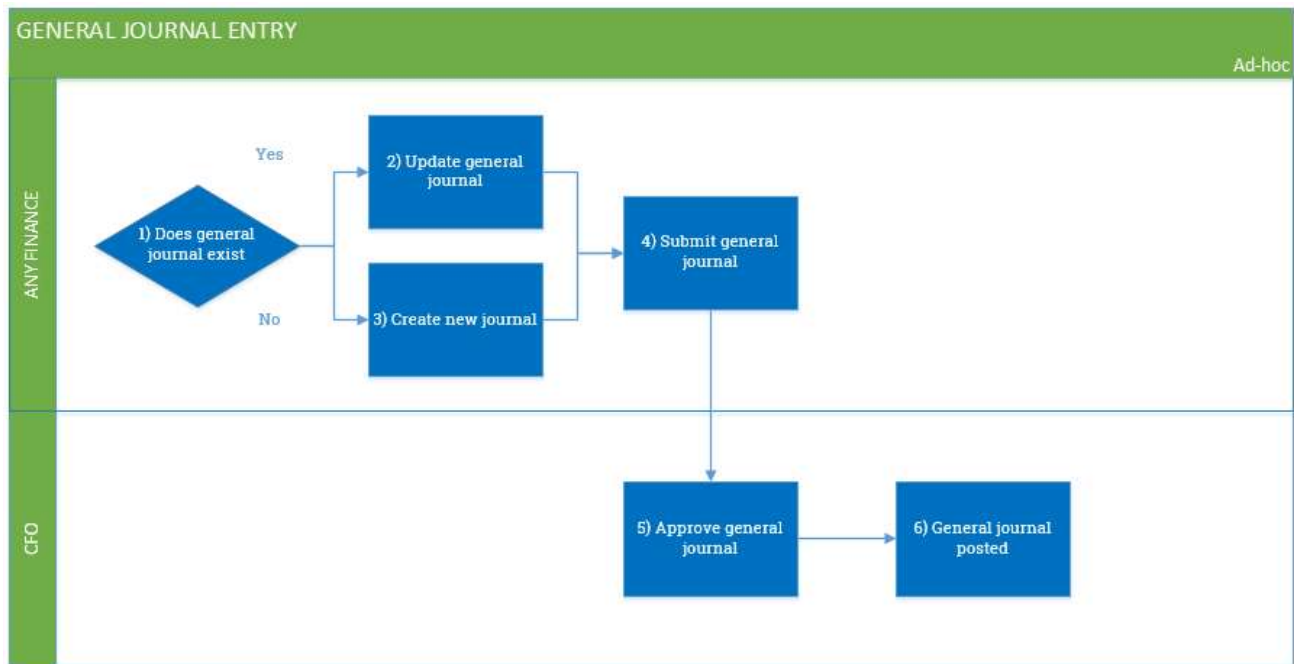 GENERAL JOURNAL ENTRY
Ad-hoc
ANY FINANCE
Yes
1) Does general
journal exist
No
2) Update general
journal
3) Create new journal
4) Submit general
journal
CFO
5) Approve general
journal
6) General journal
posted